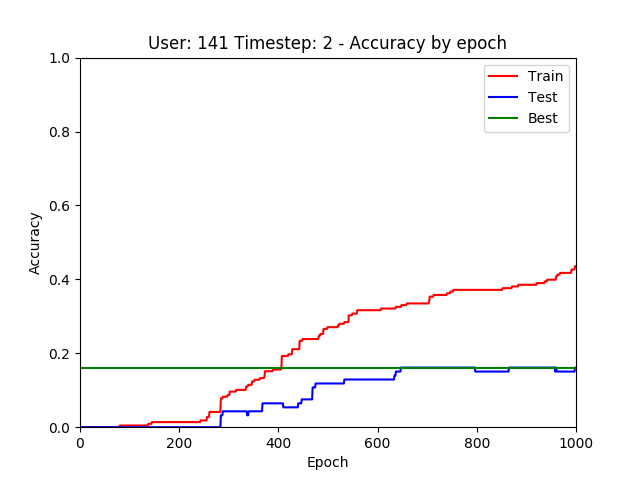 User: 141 Timestep: 2 - Accuracy by epoch
Train
Test
Best
1.0
0.8
0.6
0.4
0.2
0.0
Accuracy
0 200 400 600 800 1000
Epoch